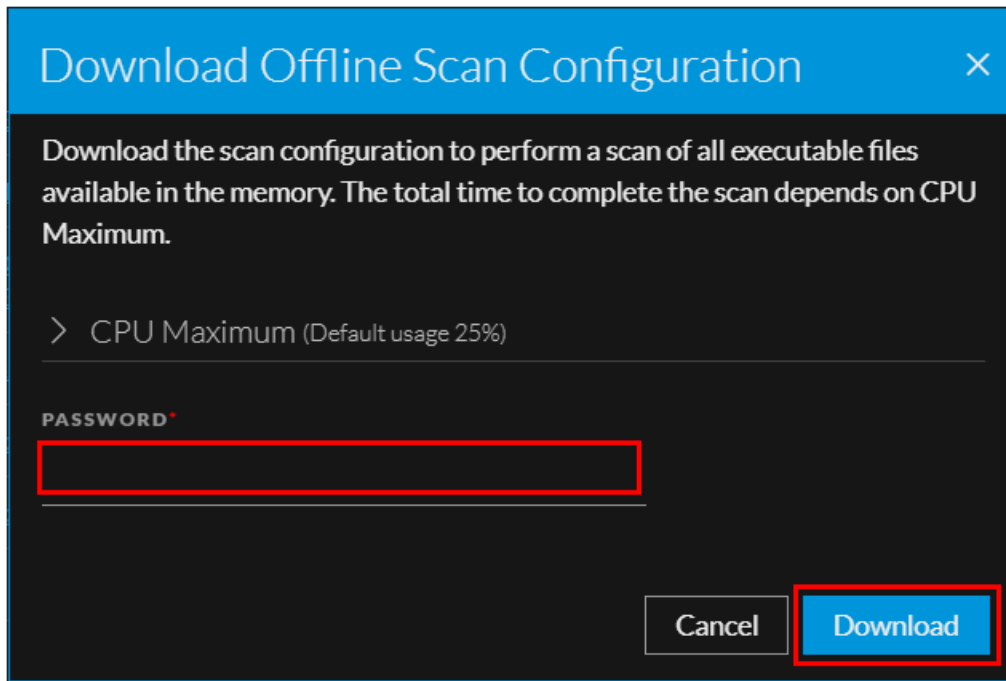 Download Offline Scan Configuration
Download the scan configuration to perform a scan of all executable files
available in the memory. The total time to complete the scan depends on CPU
Maximum.
CPU Maximum (Default usage 25%)
PASSWORD*
Cancel Download